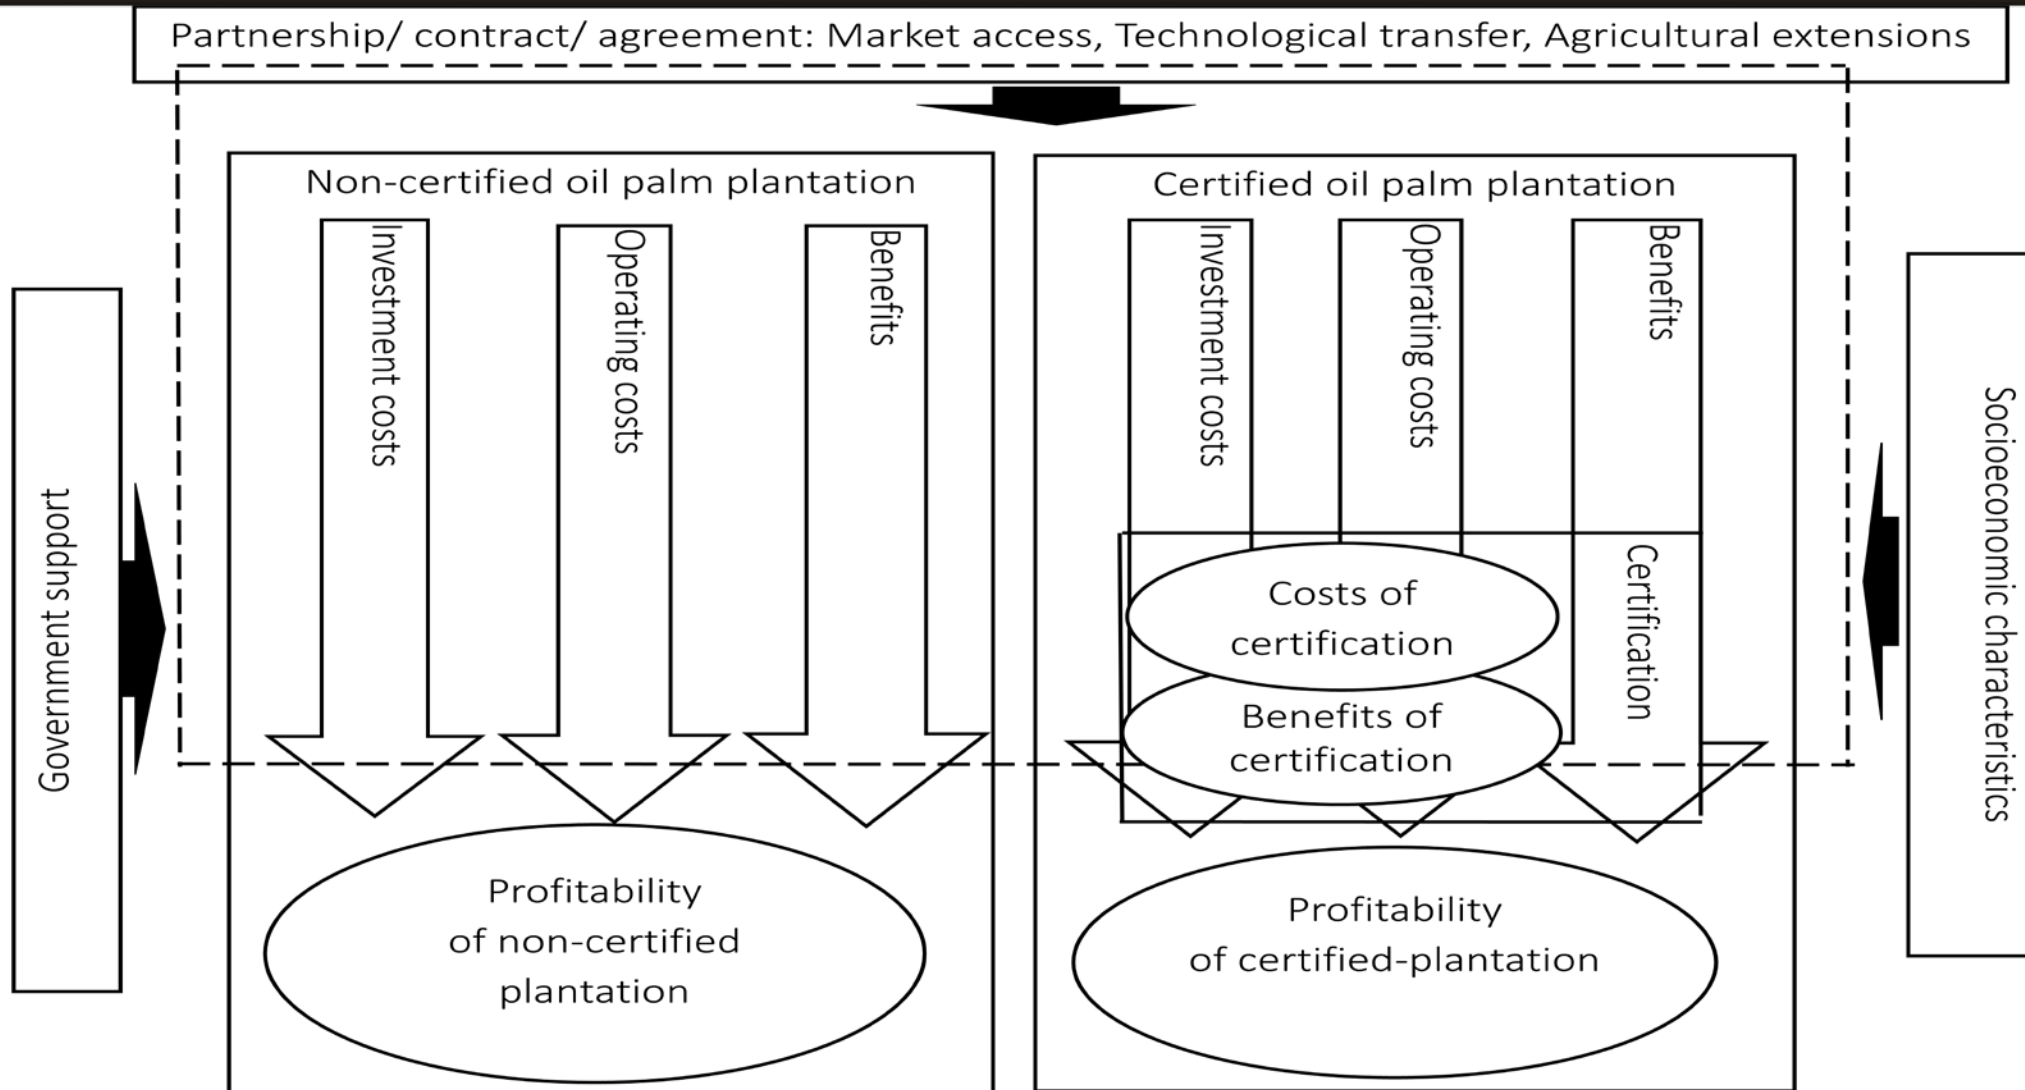 Partnership/ contract/ agreement: Market access, Technological transfer, Agricultural extensions
Government support
Non-certified oil palm plantation
Investment costs
Operating costs
Benefits
Profitability
of non-certified
plantation
Certified oil palm plantation
Investment costs
Operating costs
Benefits
Costs of
certification
Benefits of
certification
Certification
Profitability
of certified-plantation
Socioeconomic characteristics